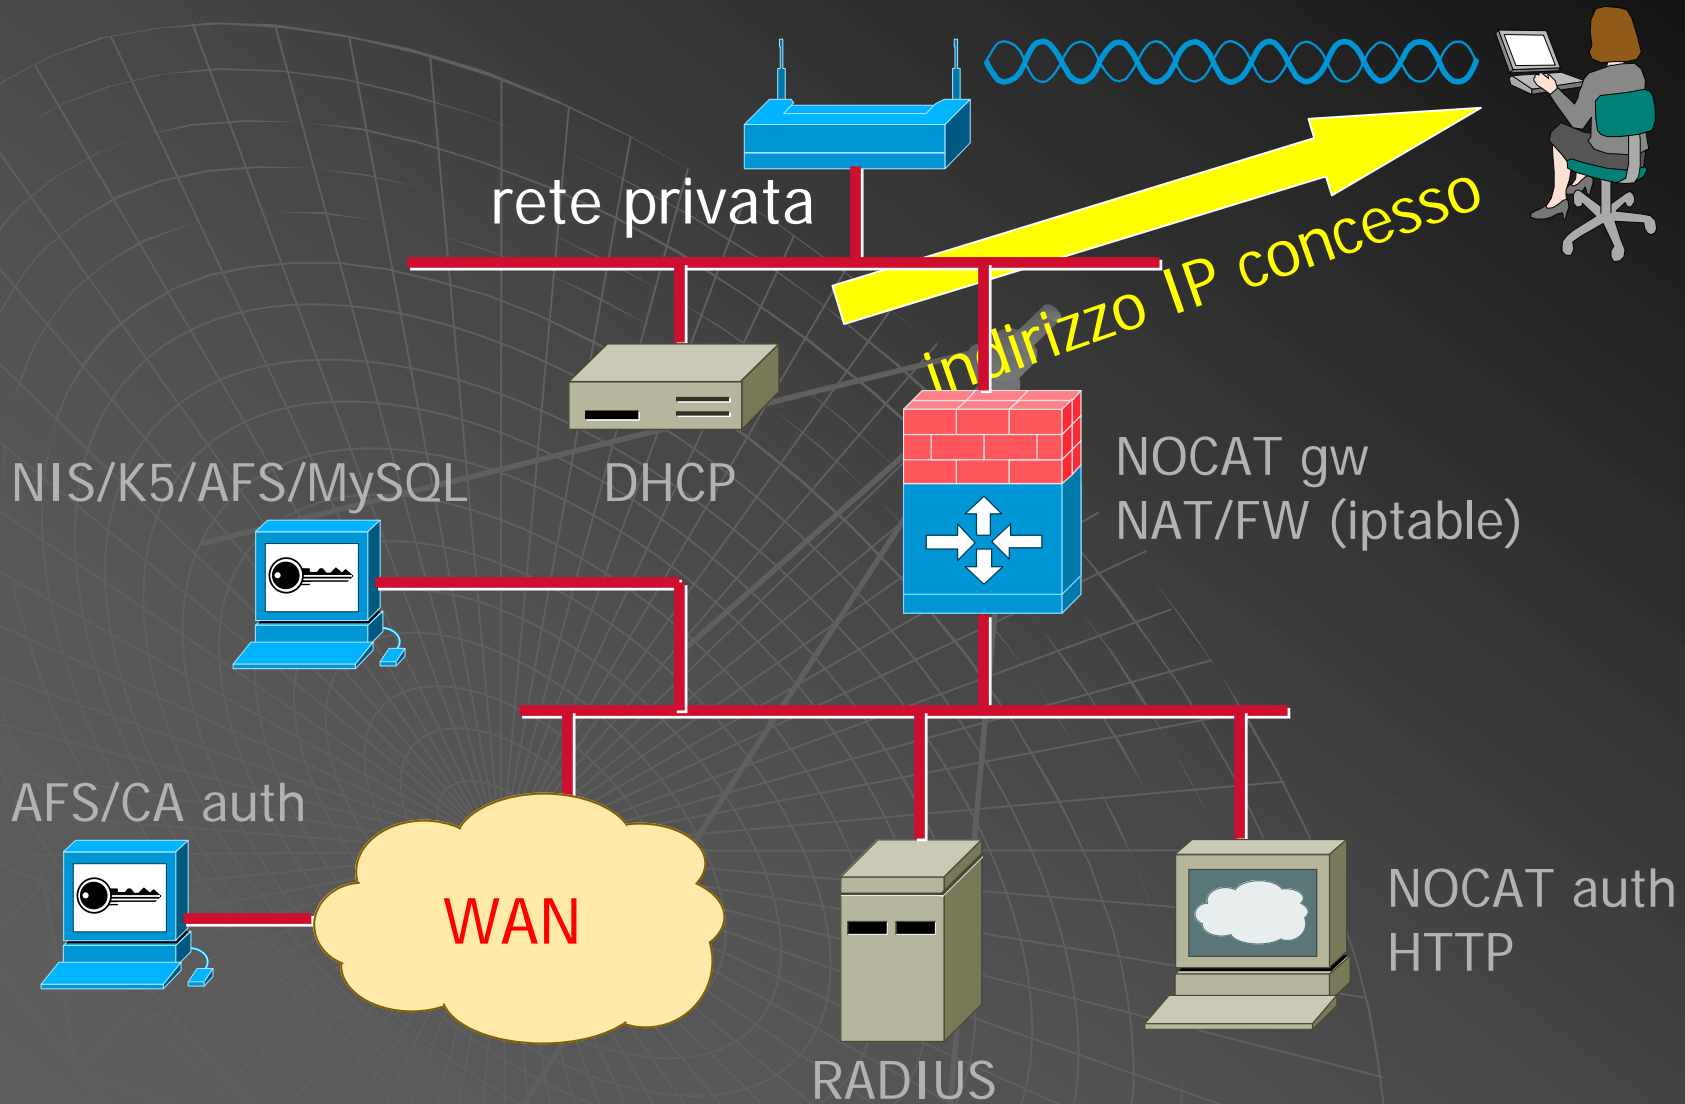 rete privata
indirizzo IP concesso
NIS/K5/AFS/MySQL
DHCP
NOCAT gw
NAT/FW (iptable)
AFS/CA auth
WAN
NOCAT auth
HTTP
RADIUS